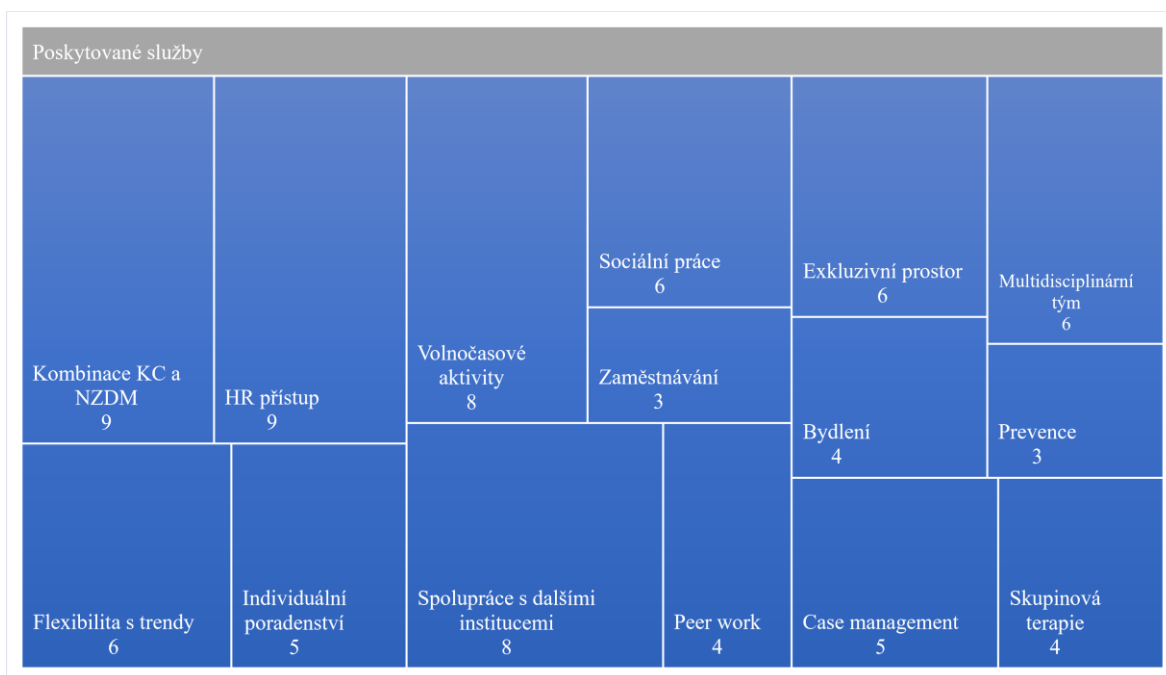 Poskytované služby
Kombinace KC a
NZDM
9
HR přístup
9
Volnočasové
aktivity
8
Sociální práce
6
Zaměstnávání
3
Exkluzivní prostor
6
Multidisciplinární
tým
6
Bydlení
4
Prevence
3
Flexibilita s trendy
6
Individuální
poradenství
5
Spolupráce s dalšími
institucemi
8
Peer work
4
Case management
5
Skupinová
terapie
4